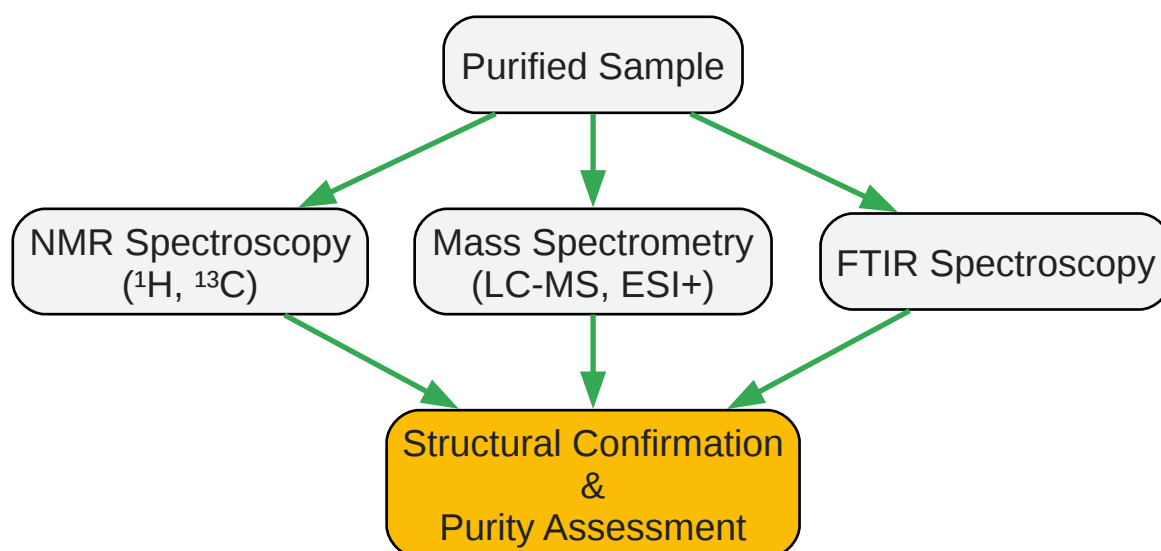 Purified Sample
NMR Spectroscopy
(¹H, ¹³C)
Mass Spectrometry
(LC-MS, ESI+)
FTIR Spectroscopy
Structural Confirmation
&
Purity Assessment